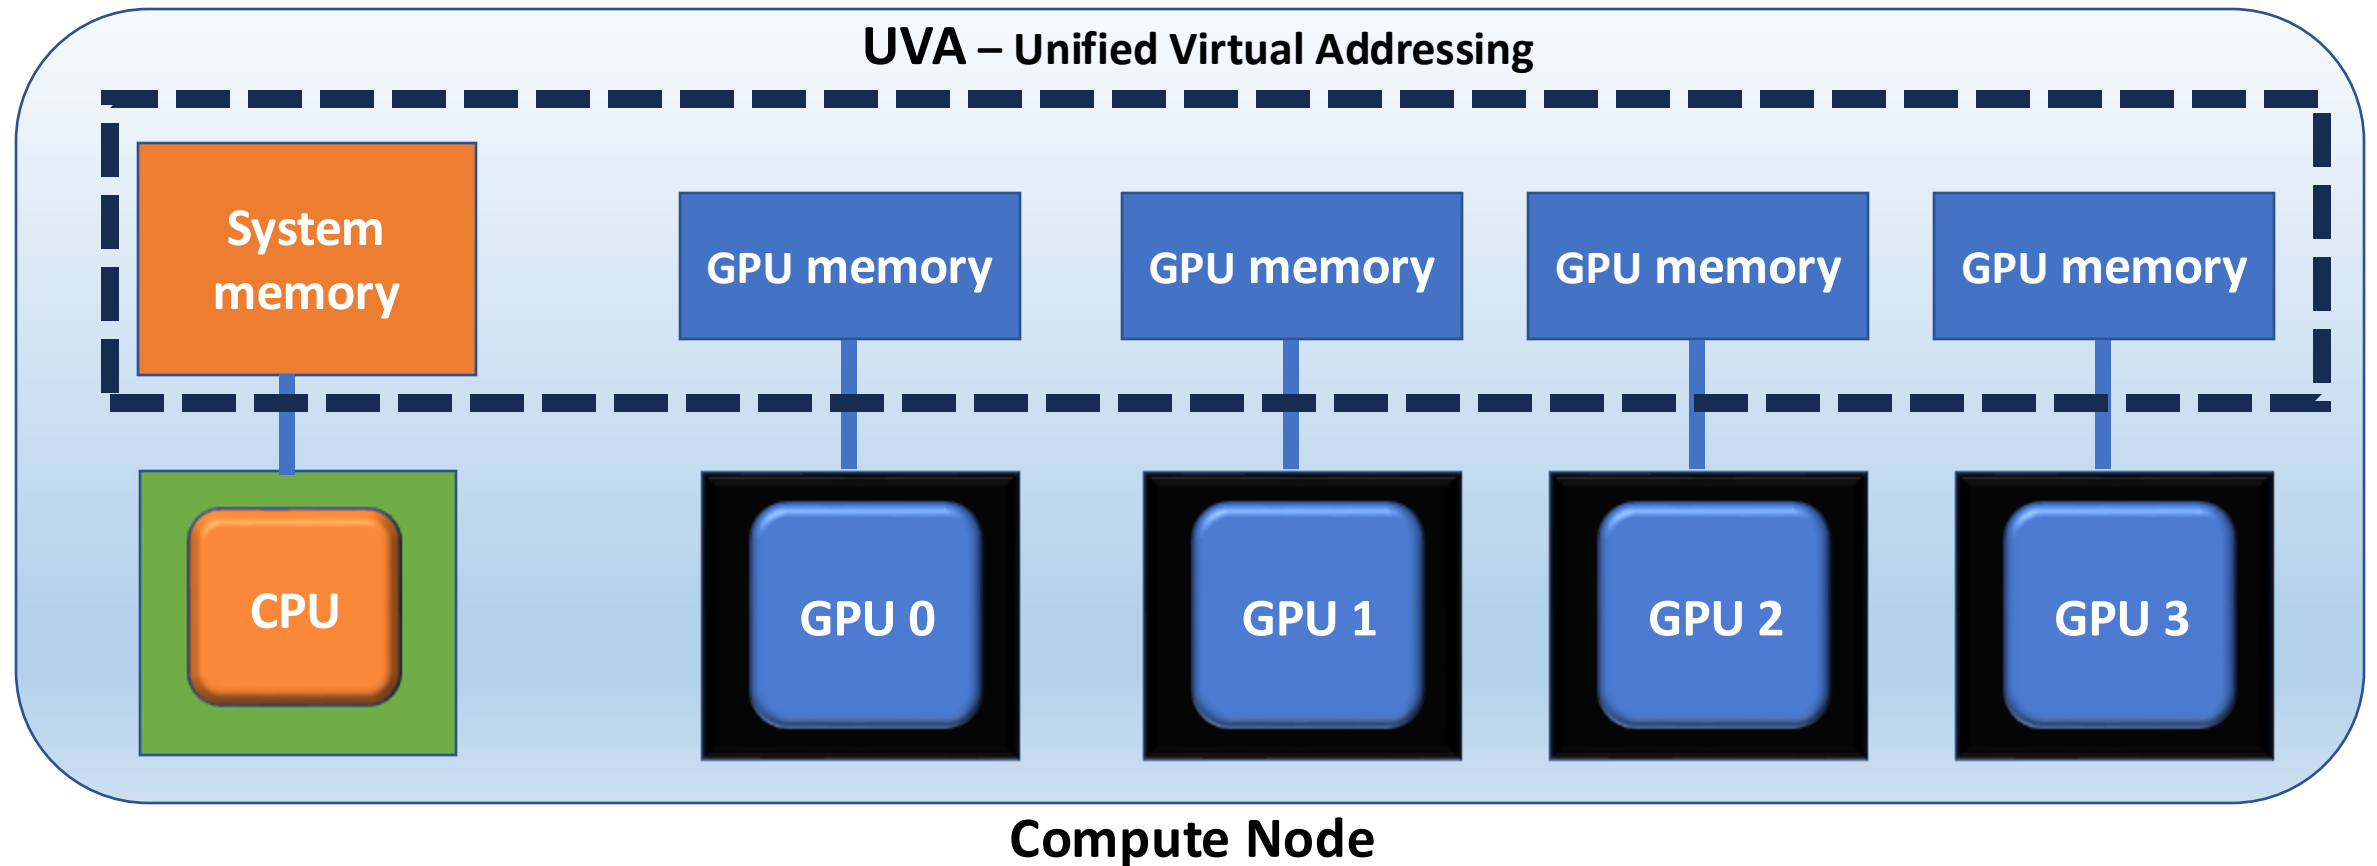 UVA – Unified Virtual Addressing
System
memory
GPU memory
GPU memory
GPU memory
GPU memory
CPU
GPU 0
GPU 1
GPU 2
GPU 3
Compute Node